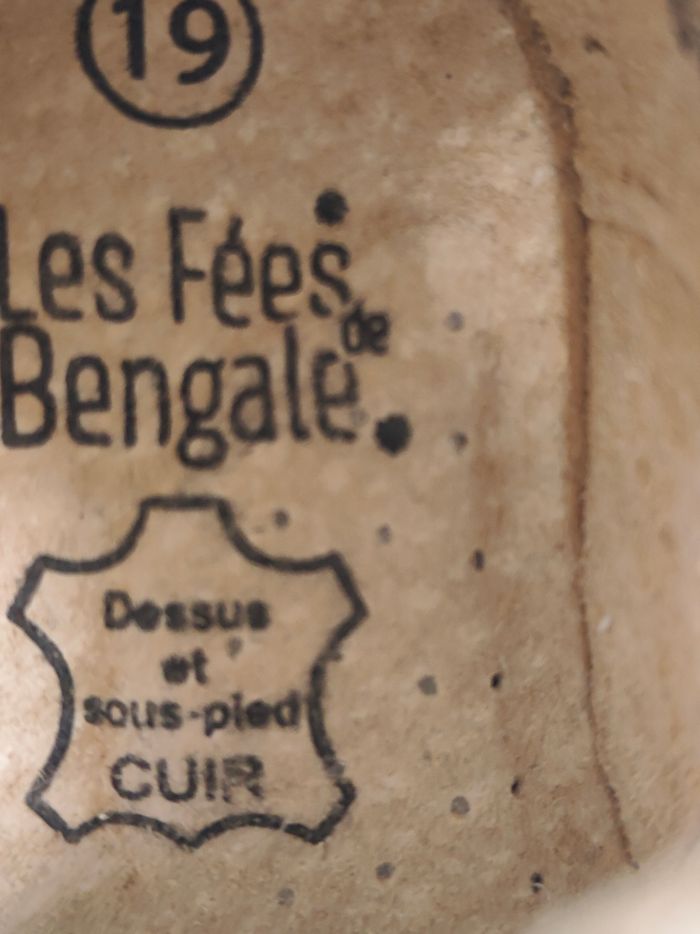 19
Les Fées
de
Bengale
Dessus
et
sous-pied
CUIR